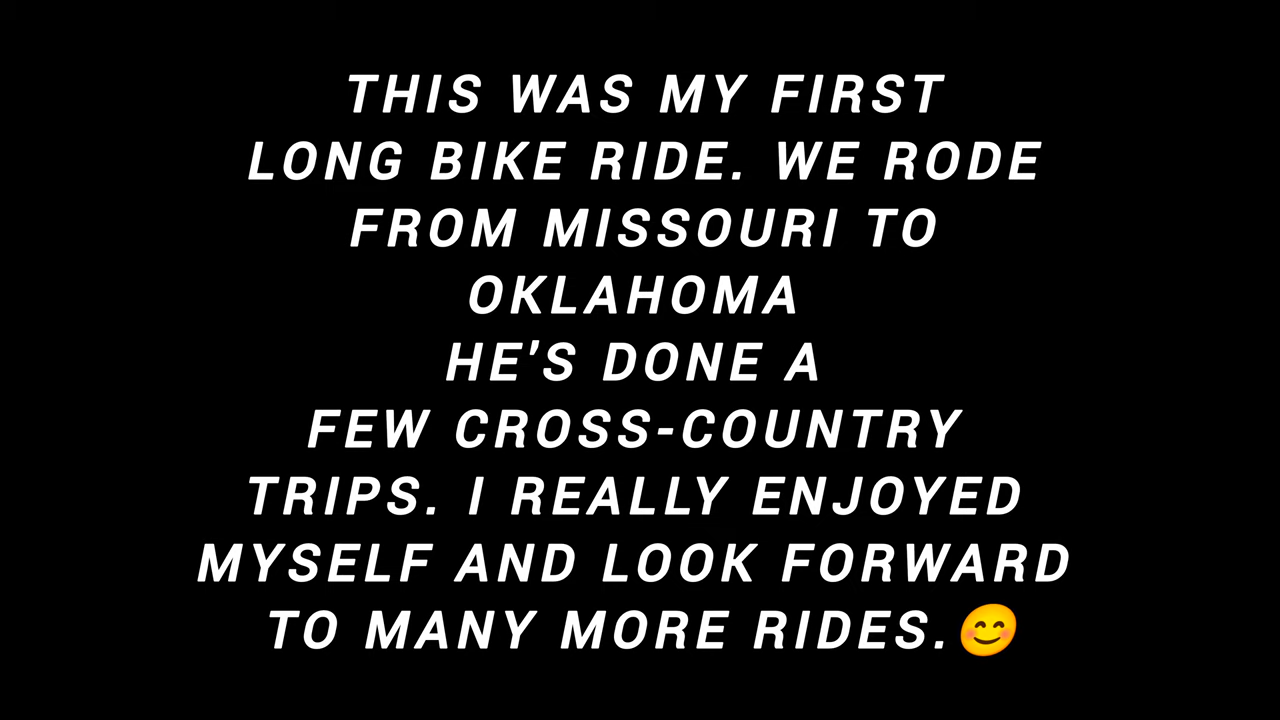 THIS WAS MY FIRST
LONG BIKE RIDE. WE RODE
FROM MISSOURI TO
OKLAHOMA
HE'S DONE A
FEW CROSS-COUNTRY
TRIPS. I REALLY ENJOYED
MYSELF AND LOOK FORWARD
TO MANY MORE RIDES.😊